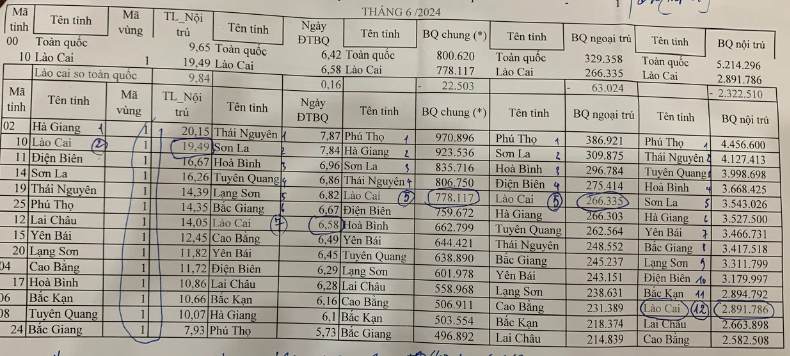 THÁNG 6 /2024
Mã tỉnh Tên tỉnh Mã vùng TL_Nội trú Tên tỉnh Ngày ĐTBQ Tên tỉnh BQ chung (*) Tên tỉnh BQ ngoại trú Tên tỉnh BQ nội trú
00 Toàn quốc 9,65 Toàn quốc 6,42 Toàn quốc 800.620 Toàn quốc 329.358 Toàn quốc 5.214.296
10 Lào Cai 1 19,49 Lào Cai 6,58 Lào Cai 778.117 Lào Cai 266.335 Lào Cai 2.891.786
Lào cai so toàn quốc 9,84 0,16 - 22.503 - 63.024 - 2.322.510
Mã tỉnh Tên tỉnh Mã vùng TL_Nội trú Tên tỉnh Ngày ĐTBQ Tên tỉnh BQ chung (*) Tên tỉnh BQ ngoại trú Tên tỉnh BQ nội trú
02 Hà Giang 1 1 20,15 Thái Nguyên 1 7,87 Phú Thọ 1 970.896 Phú Thọ 1 386.921 Phú Thọ 1 4.456.600
10 Lào Cai 2 1 19,49 Sơn La 2 7,84 Hà Giang 2 923.536 Sơn La 2 309.875 Thái Nguyên 2 4.127.413
11 Điện Biên 1 16,67 Hoà Bình 3 6,96 Sơn La 3 835.716 Hoà Bình 3 296.784 Tuyên Quang 3.998.698
14 Sơn La 1 16,26 Tuyên Quang 4 6,86 Thái Nguyên 4 806.750 Điện Biên 4 275.414 Hoà Bình 4 3.668.425
19 Thái Nguyên 1 14,39 Lạng Sơn 5 6,82 Lào Cai 5 778.117 Lào Cai 5 266.335 Sơn La 5 3.543.026
25 Phú Thọ 1 14,35 Bắc Giang 6 6,67 Điện Biên 759.672 Hà Giang 266.303 Hà Giang 6 3.527.500
12 Lai Châu 1 14,05 Lào Cai 7 6,58 Hoà Bình 662.799 Tuyên Quang 262.564 Yên Bái 7 3.466.731
15 Yên Bái 1 12,45 Cao Bằng 6,49 Yên Bái 644.421 Thái Nguyên 248.552 Bắc Giang 8 3.417.518
20 Lạng Sơn 1 11,82 Yên Bái 6,45 Tuyên Quang 638.890 Bắc Giang 245.237 Lạng Sơn 9 3.311.799
04 Cao Bằng 1 11,72 Điện Biên 6,29 Lạng Sơn 601.978 Yên Bái 243.151 Điện Biên 10 3.179.997
17 Hoà Bình 1 10,86 Lai Châu 6,28 Lai Châu 558.968 Lạng Sơn 238.631 Bắc Kạn 11 2.894.792
06 Bắc Kạn 1 10,66 Bắc Kạn 6,16 Cao Bằng 506.911 Cao Bằng 231.389 Lào Cai 12 2.891.786
08 Tuyên Quang 1 10,07 Hà Giang 6,1 Bắc Kạn 503.554 Bắc Kạn 218.374 Lai Châu 2.663.898
24 Bắc Giang 1 7,93 Phú Thọ 5,73 Bắc Giang 496.892 Lai Châu 214.839 Cao Bằng 2.582.508